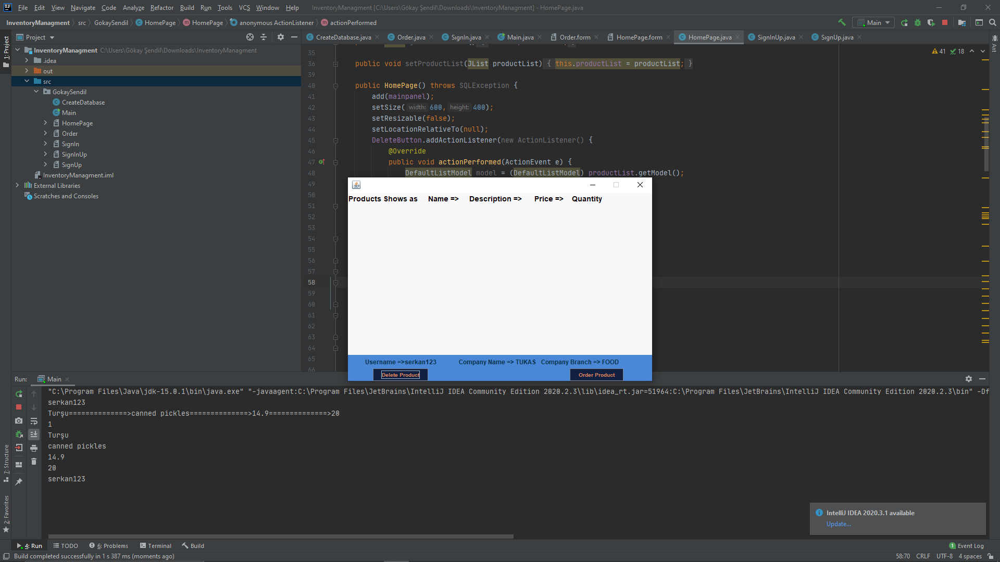 File Edit View Navigate Code Analyze Refactor Build Run Tools VCS Window Help InventoryManagment [C:\Users\Gökay Şendil\Downloads\InventoryManagment] - HomePage.java
InventoryManagment src GokaySendil HomePage HomePage anonymous ActionListener actionPerformed Main
1: Project
Project
CreateDatabase.java Order.java SıgnIn.java Main.java Order.form HomePage.form HomePage.java SıgnInUp.java SıgnUp.java
Ant
InventoryManagment C:\Users\Gökay Şendil\Downloads\InventoryManagment
.idea
out
src
GokaySendil
CreateDatabase
Main
HomePage
Order
SıgnIn
SıgnInUp
SıgnUp
InventoryManagment.iml
External Libraries
Scratches and Consoles
41 18
35
36 public void setProductList(JList productList) { this.productList = productList; }
39
40 public HomePage() throws SQLException {
41 add(mainpanel);
42 setSize( width: 600, height: 400);
43 setResizable(false);
44 setLocationRelativeTo(null);
45 DeleteButton.addActionListener(new ActionListener() {
46 @Override
47 public void actionPerformed(ActionEvent e) {
48 DefaultListModel model = (DefaultListModel) productList.getModel();
49
50
51
52
53
54
55
56
57
58
59
60
61
62
63
64
65
66
Products Shows as Name => Description => Price => Quantity
Username =>serkan123 Company Name => TUKAS Company Branch => FOOD
Delete Product Order Product
Run: Main
"C:\Program Files\Java\jdk-15.0.1\bin\java.exe" "-javaagent:C:\Program Files\JetBrains\IntelliJ IDEA Community Edition 2020.2.3\lib\idea_rt.jar=51964:C:\Program Files\JetBrains\IntelliJ IDEA Community Edition 2020.2.3\bin" -Df
serkan123
Turşu==============>canned pickles==============>14.9==============>20
1
Turşu
canned pickles
14.9
20
serkan123
7: Structure
2: Favorites
IntelliJ IDEA 2020.3.1 available
Update...
4: Run TODO 6: Problems Terminal Build 1 Event Log
Build completed successfully in 1 s 387 ms (moments ago) 58:70 CRLF UTF-8 4 spaces